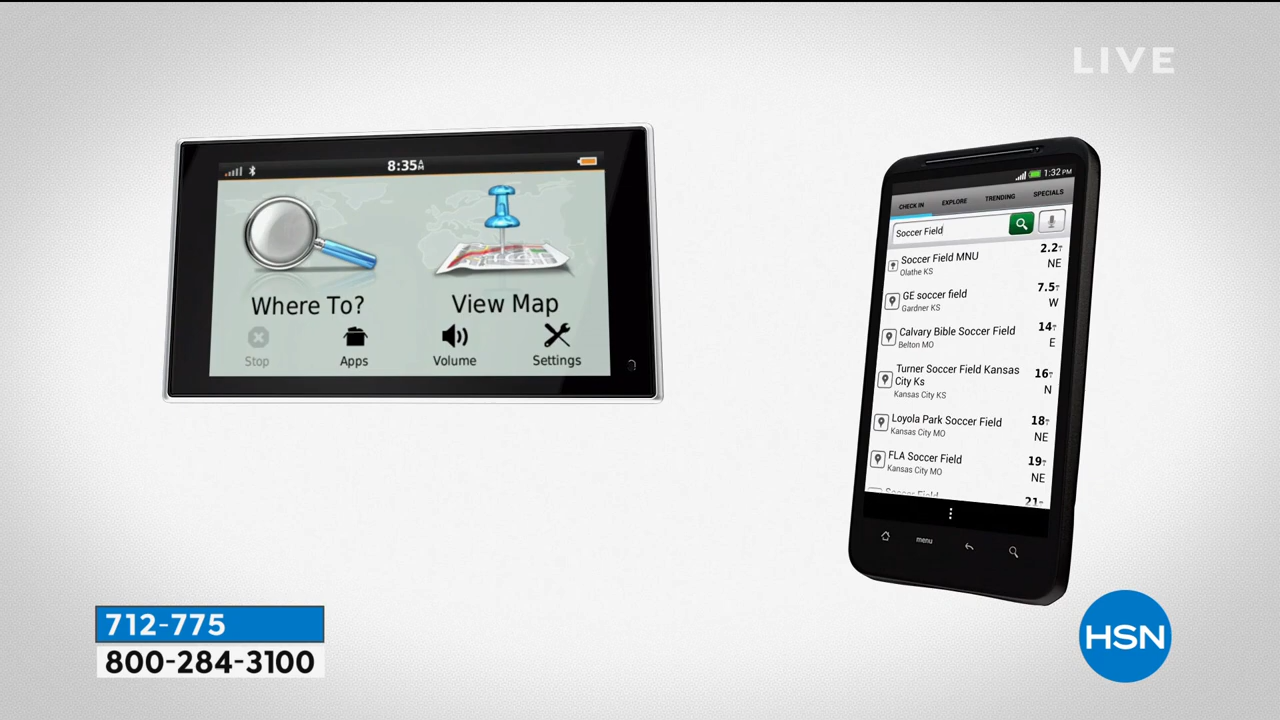 LIVE
8:35AM
Where To?
View Map
Stop
Apps
Volume
Settings
1:32 PM
CHECK IN
EXPLORE
TRENDING
SPECIALS
Soccer Field
Soccer Field MNU
Olathe KS
2.2
NE
GE soccer field
Gardner KS
7.5
W
Calvary Bible Soccer Field
Belton MO
14
E
Turner Soccer Field Kansas
City Ks
Kansas City KS
16
N
Loyola Park Soccer Field
Kansas City MO
18
NE
FLA Soccer Field
Kansas City MO
19
NE
Soccer Field
21
menu
712-775
800-284-3100
HSN